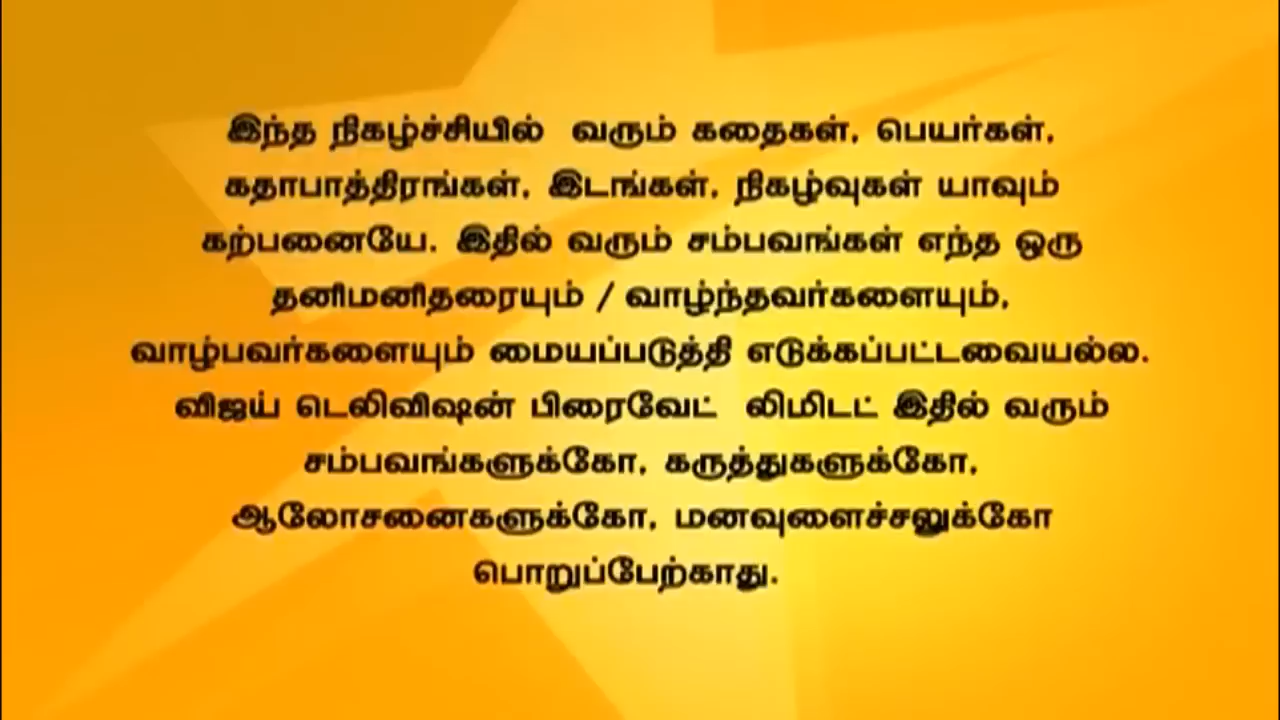 இந்த நிகழ்ச்சியில் வரும் கதைகள், பெயர்கள்,
கதாபாத்திரங்கள், இடங்கள், நிகழ்வுகள் யாவும்
கற்பனையே. இதில் வரும் சம்பவங்கள் எந்த ஒரு
தனிமனிதரையும் / வாழ்ந்தவர்களையும்,
வாழ்பவர்களையும் மையப்படுத்தி எடுக்கப்பட்டவையல்ல.
விஜய் டெலிவிஷன் பிரைவேட் லிமிடட் இதில் வரும்
சம்பவங்களுக்கோ, கருத்துகளுக்கோ,
ஆலோசனைகளுக்கோ, மனவுளைச்சலுக்கோ
பொறுப்பேற்காது.